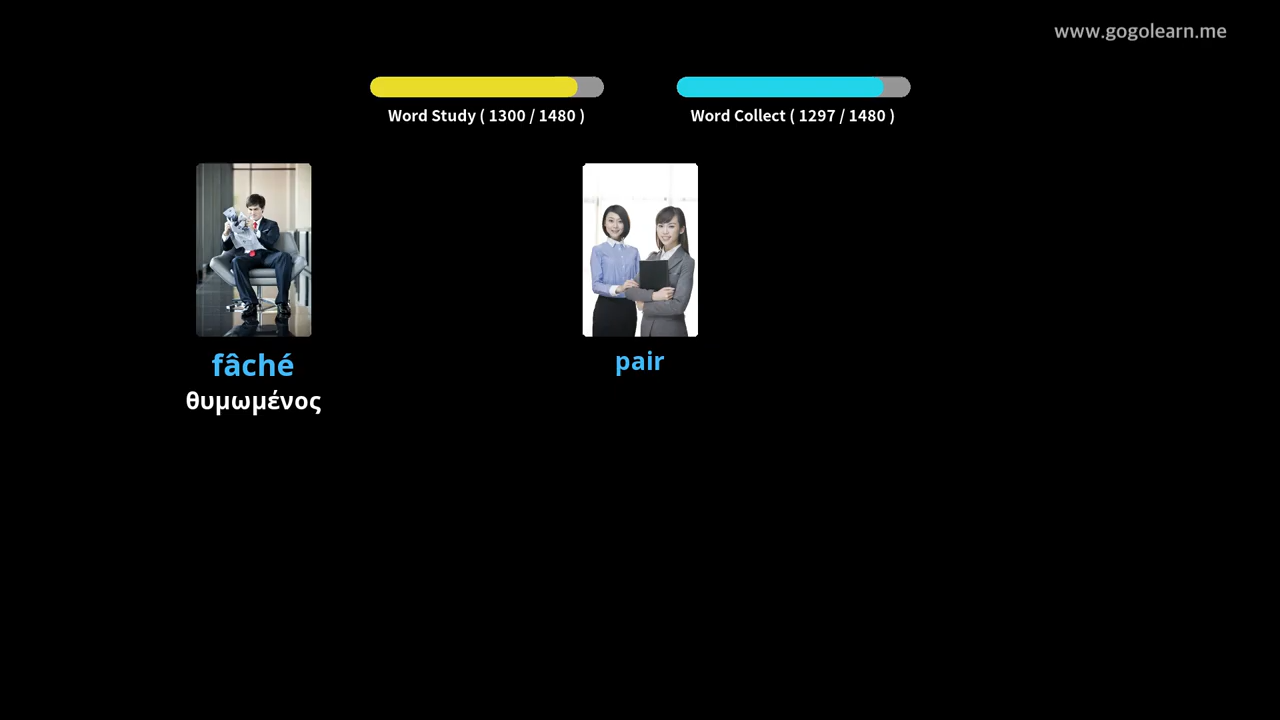 www.gogolearn.me
Word Study ( 1300 / 1480 )
Word Collect ( 1297 / 1480 )
fâché
θυμωμένος
pair